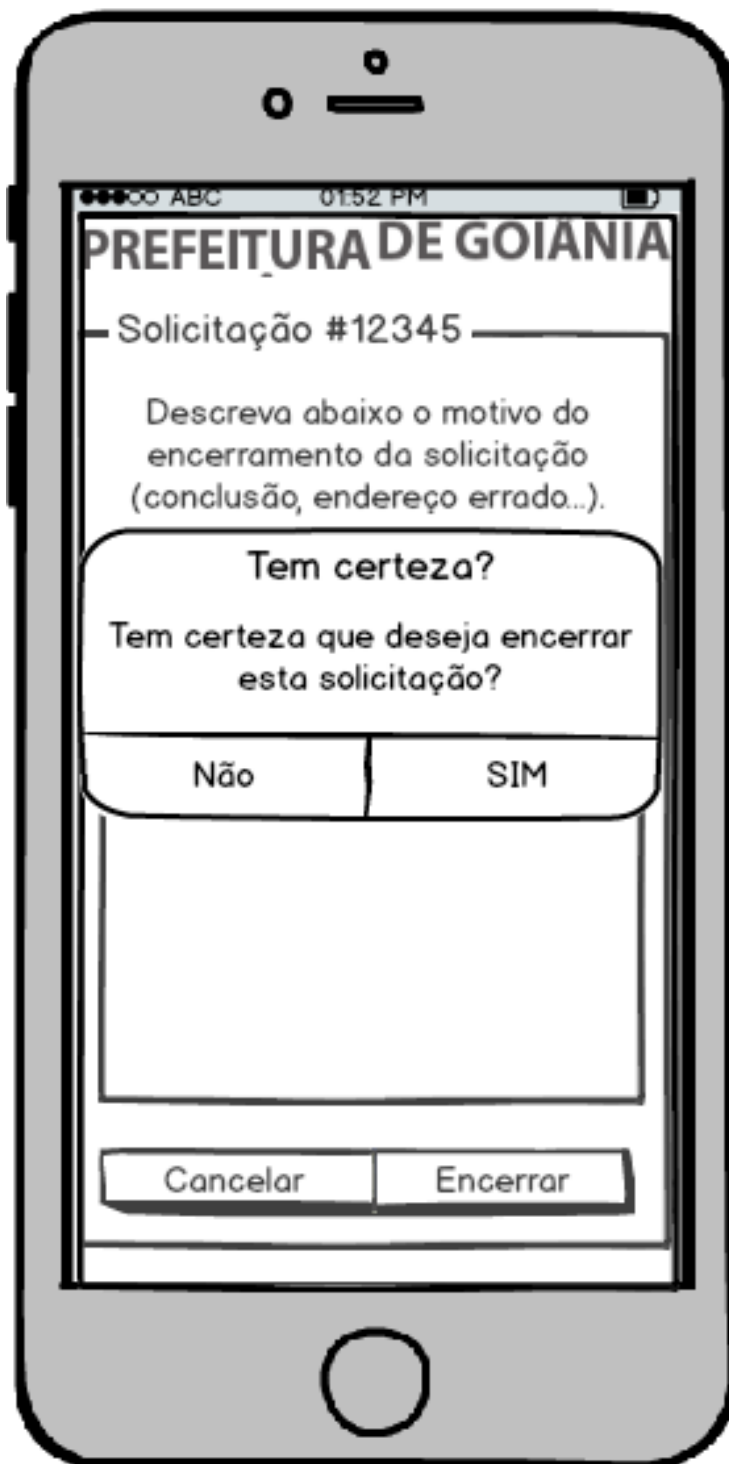 ABC 01:52 PM
PREFEITURA DE GOIÂNIA
Solicitação #12345
Descreva abaixo o motivo do
encerramento da solicitação
(conclusão, endereço errado...).
Tem certeza?
Tem certeza que deseja encerrar
esta solicitação?
Não SIM
Cancelar Encerrar